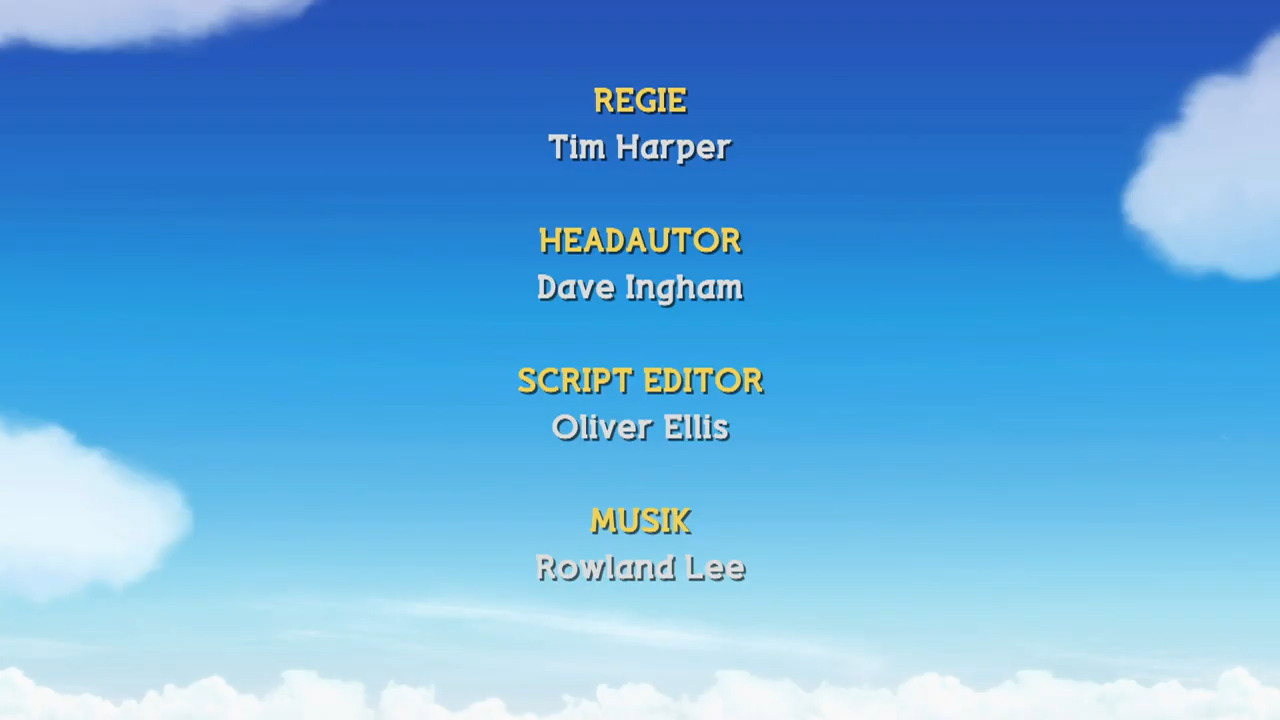 REGIE
Tim Harper
HEADAUTOR
Dave Ingham
SCRIPT EDITOR
Oliver Ellis
MUSIK
Rowland Lee